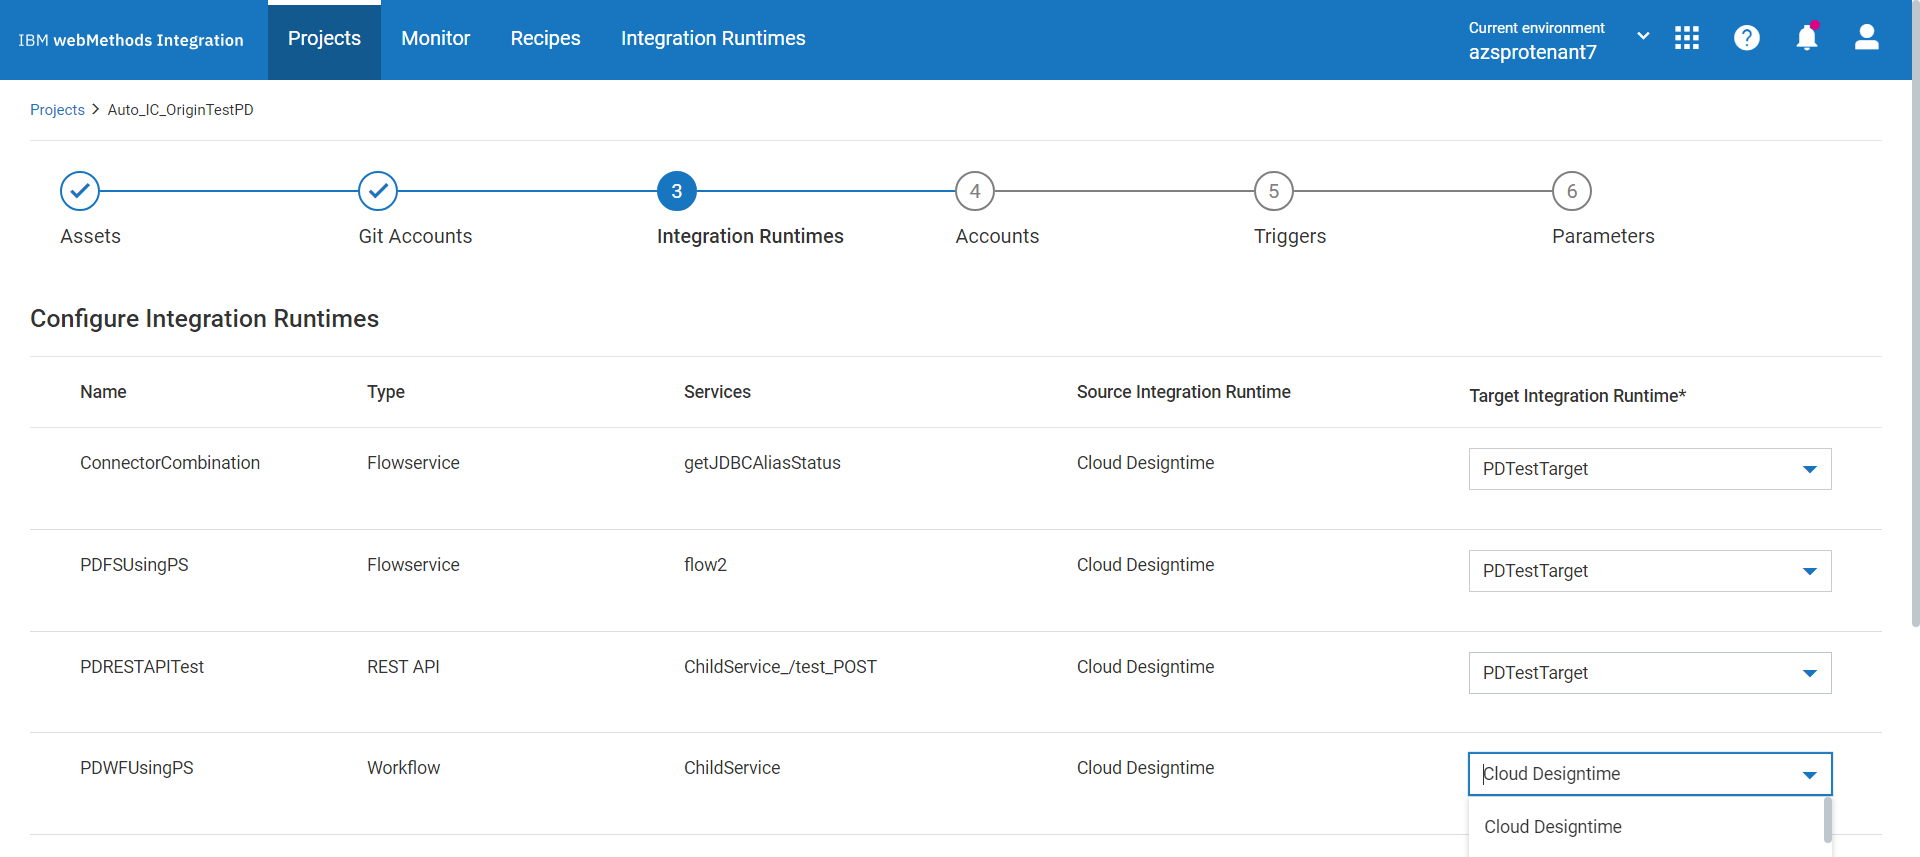 IBM webMethods Integration
Projects
Monitor
Recipes
Integration Runtimes
Current environment
azsprotenant7
?
Projects > Auto_IC_OriginTestPD
3
4
5
6
Assets
Git Accounts
Integration Runtimes
Accounts
Triggers
Parameters
Configure Integration Runtimes
Name Type Services Source Integration Runtime Target Integration Runtime*
ConnectorCombination Flowservice getJDBCAliasStatus Cloud Designtime PDTestTarget
PDFSUsingPS Flowservice flow2 Cloud Designtime PDTestTarget
PDRESTAPITest REST API ChildService_/test_POST Cloud Designtime PDTestTarget
PDWFUsingPS Workflow ChildService Cloud Designtime Cloud Designtime
Cloud Designtime